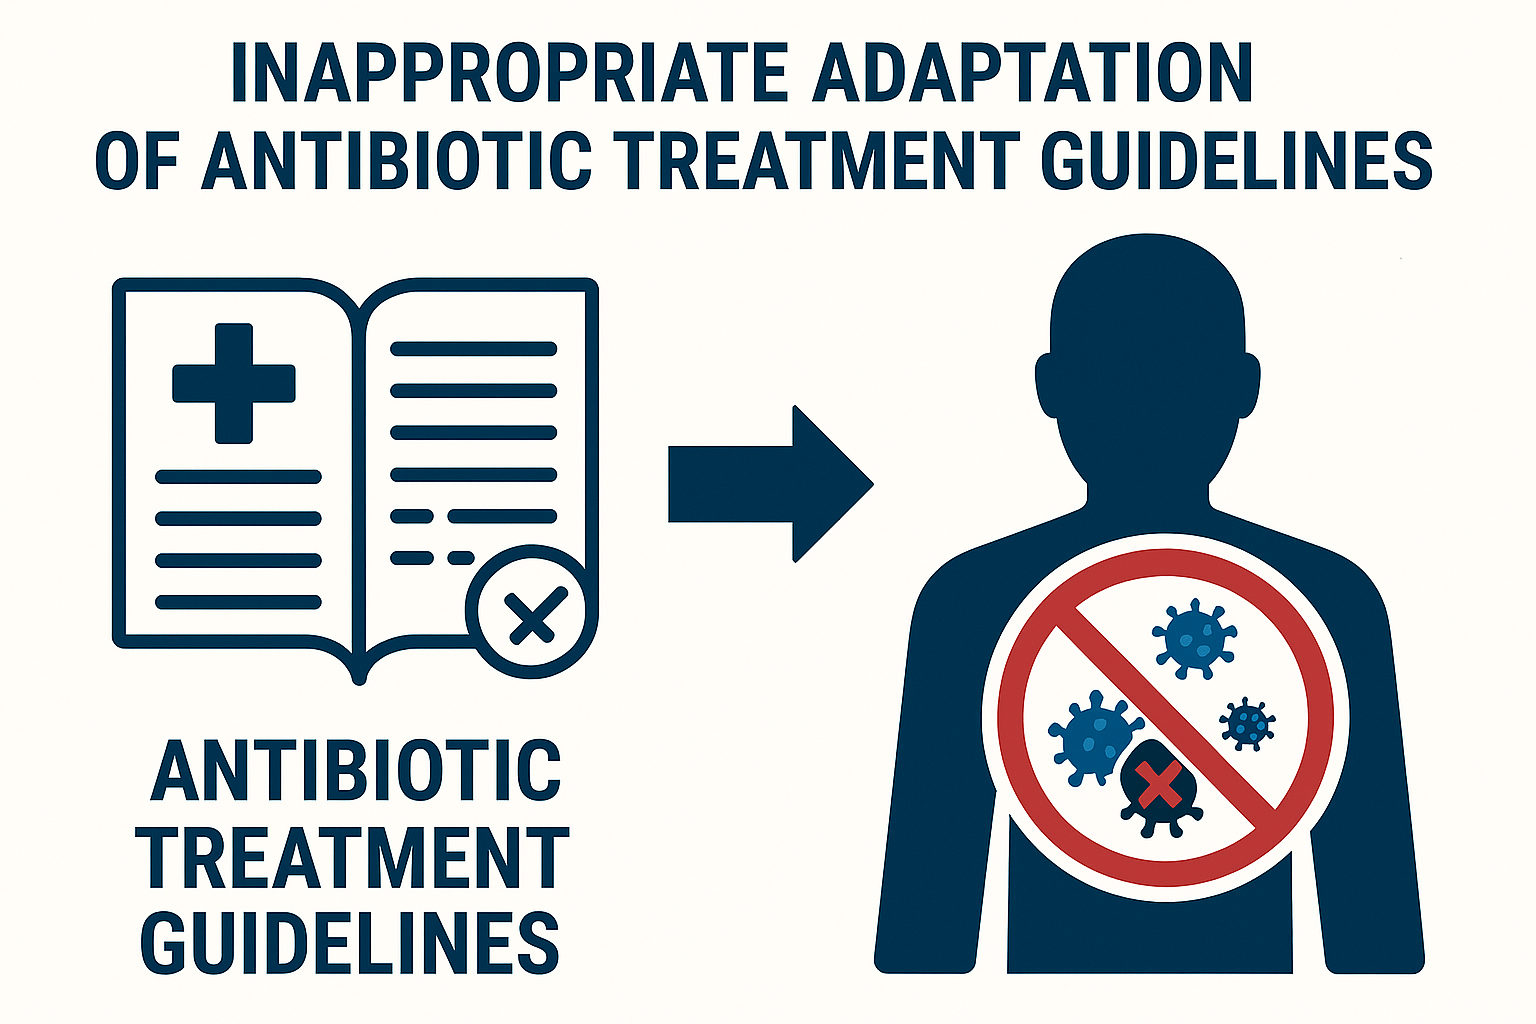 INAPPROPRIATE ADAPTATION
OF ANTIBIOTIC TREATMENT GUIDELINES
ANTIBIOTIC
TREATMENT
GUIDELINES